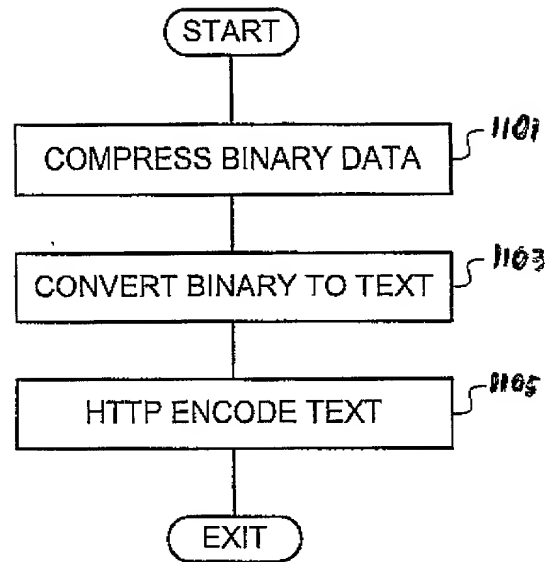 START
COMPRESS BINARY DATA
1101
CONVERT BINARY TO TEXT
1103
HTTP ENCODE TEXT
1105
EXIT